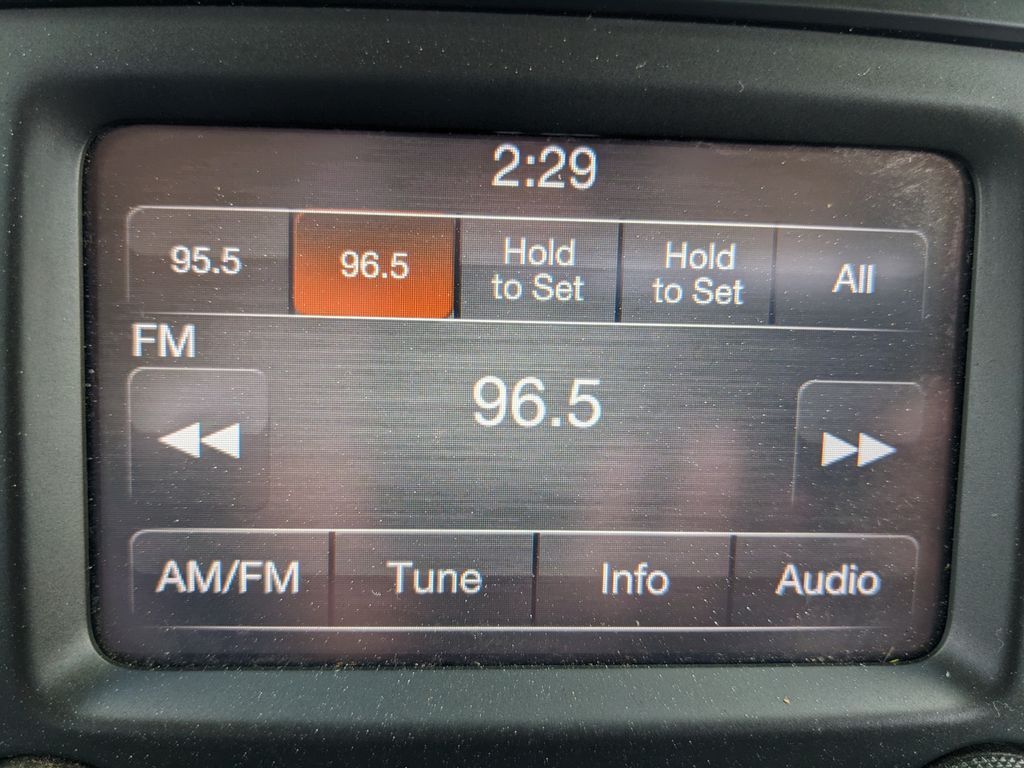 2:29
95.5
96.5
Hold
to Set
Hold
to Set
All
FM
96.5
AM/FM
Tune
Info
Audio